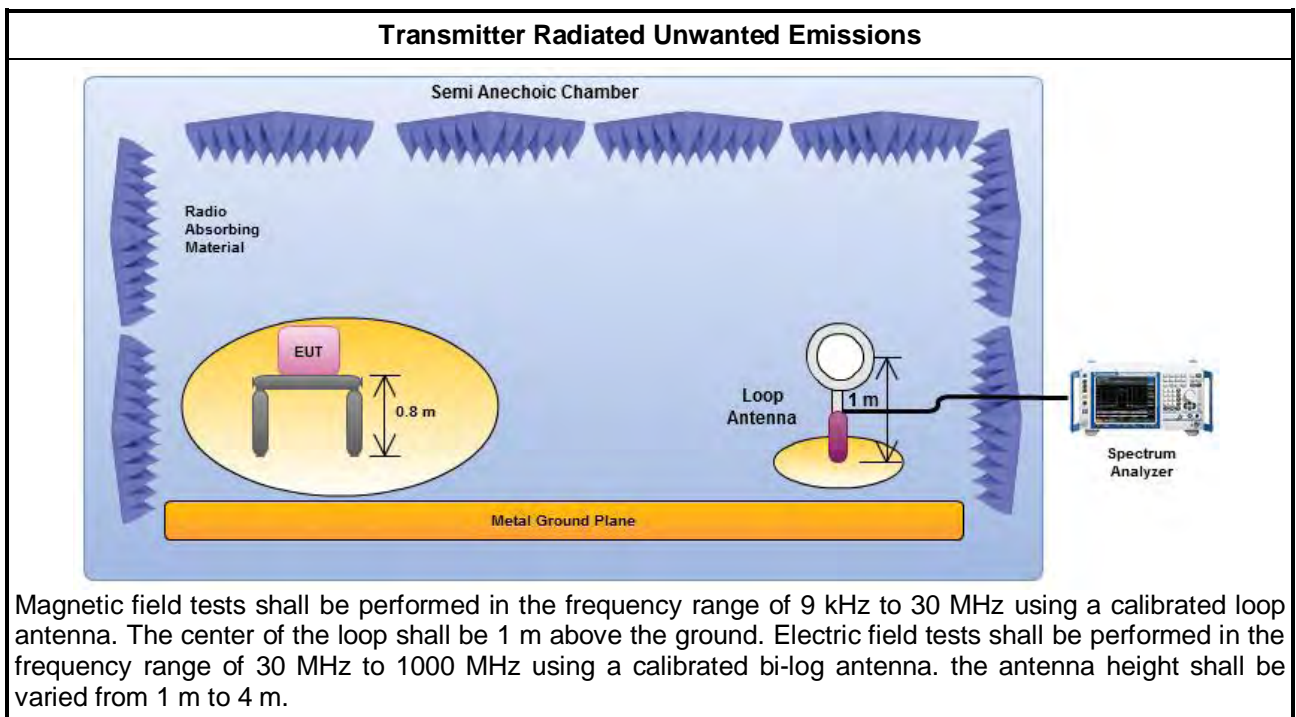 Transmitter Radiated Unwanted Emissions
Semi Anechoic Chamber
Radio
Absorbing
Material
EUT
0.8 m
Loop
Antenna
1 m
Spectrum
Analyzer
Metal Ground Plane
Magnetic field tests shall be performed in the frequency range of 9 kHz to 30 MHz using a calibrated loop
antenna. The center of the loop shall be 1 m above the ground. Electric field tests shall be performed in the
frequency range of 30 MHz to 1000 MHz using a calibrated bi-log antenna. the antenna height shall be
varied from 1 m to 4 m.